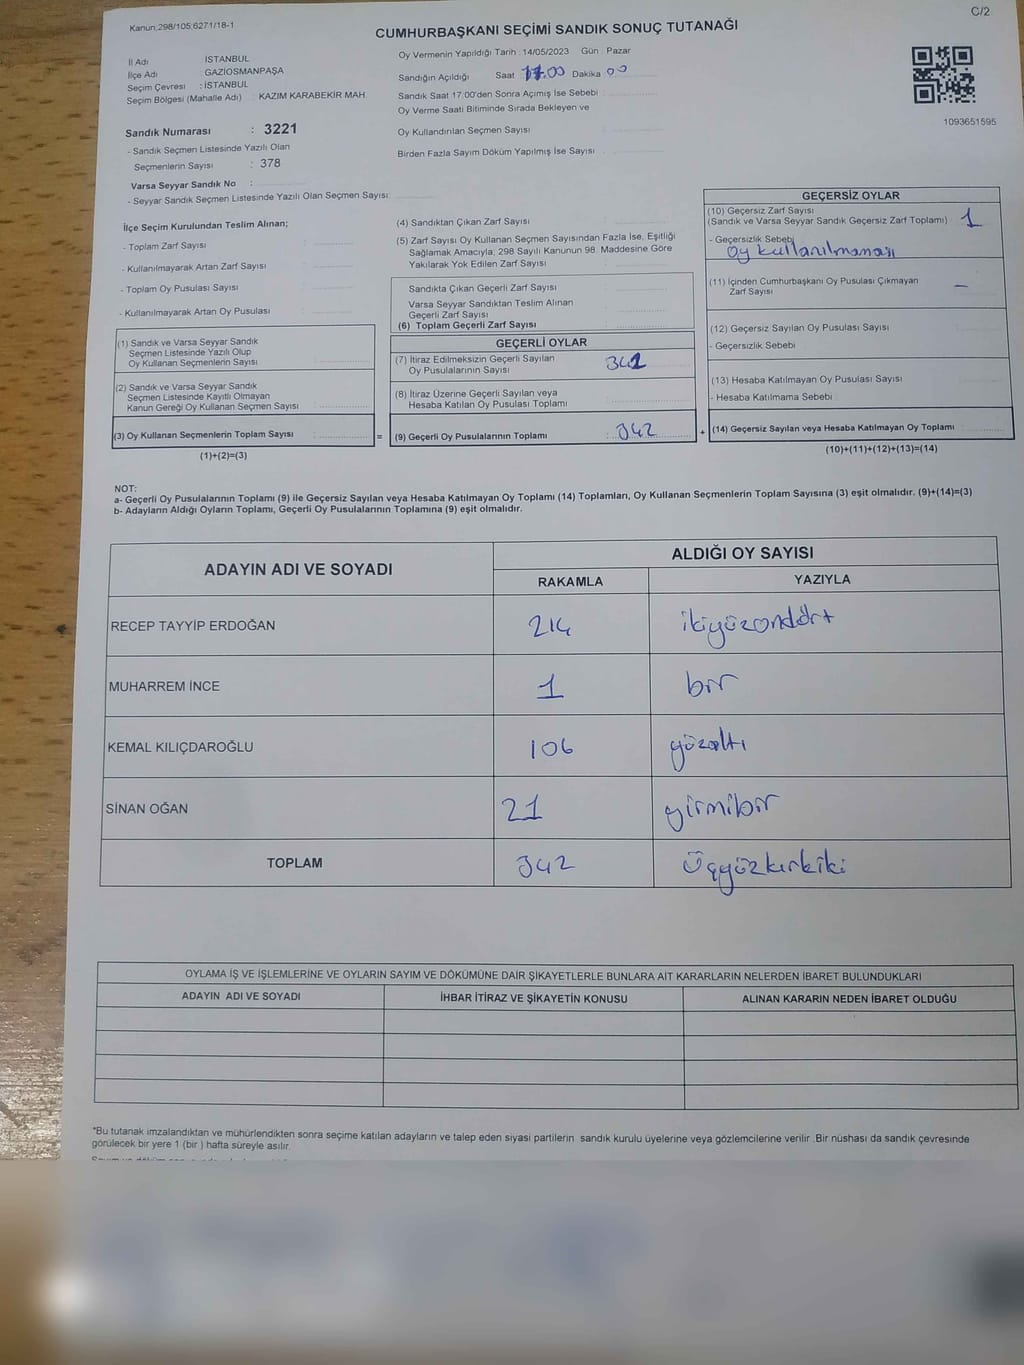 Kanun;298/105;6271/18-1
C/2
CUMHURBAŞKANI SEÇİMİ SANDIK SONUÇ TUTANAĞI
İl Adı İSTANBUL
İlçe Adı GAZİOSMANPAŞA
Seçim Çevresi : İSTANBUL
Seçim Bölgesi (Mahalle Adı) : KAZIM KARABEKİR MAH.
Oy Vermenin Yapıldığı Tarih : 14/05/2023 Gün : Pazar
Sandığın Açıldığı Saat 17.00 Dakika 00
Sandık Saat 17.00'den Sonra Açımış İse Sebebi :
Oy Verme Saati Bitiminde Sırada Bekleyen ve
Oy Kullandırılan Seçmen Sayısı
Birden Fazla Sayım Döküm Yapılmış İse Sayısı
1093651595
Sandık Numarası : 3221
- Sandık Seçmen Listesinde Yazılı Olan
Seçmenlerin Sayısı : 378
Varsa Seyyar Sandık No :
- Seyyar Sandık Seçmen Listesinde Yazılı Olan Seçmen Sayısı:
İlçe Seçim Kurulundan Teslim Alınan;
- Toplam Zarf Sayısı
- Kullanılmayarak Artan Zarf Sayısı
- Toplam Oy Pusulası Sayısı
- Kullanılmayarak Artan Oy Pusulası
(1) Sandık ve Varsa Seyyar Sandık
Seçmen Listesinde Yazılı Olup
Oy Kullanan Seçmenlerin Sayısı
(2) Sandık ve Varsa Seyyar Sandık
Seçmen Listesinde Kayıtlı Olmayan
Kanun Gereği Oy Kullanan Seçmen Sayısı
(3) Oy Kullanan Seçmenlerin Toplam Sayısı :
(1)+(2)=(3)
=
(4) Sandıktan Çıkan Zarf Sayısı
(5) Zarf Sayısı Oy Kullanan Seçmen Sayısından Fazla İse, Eşitliği
Sağlamak Amacıyla, 298 Sayılı Kanunun 98. Maddesine Göre
Yakılarak Yok Edilen Zarf Sayısı
Sandıkta Çıkan Geçerli Zarf Sayısı
Varsa Seyyar Sandıktan Teslim Alınan
Geçerli Zarf Sayısı
(6) Toplam Geçerli Zarf Sayısı
GEÇERLİ OYLAR
(7) İtiraz Edilmeksizin Geçerli Sayılan
Oy Pusulalarının Sayısı 342
(8) İtiraz Üzerine Geçerli Sayılan veya
Hesaba Katılan Oy Pusulası Toplamı
(9) Geçerli Oy Pusulalarının Toplamı : 342
+
GEÇERSİZ OYLAR
(10) Geçersiz Zarf Sayısı
(Sandık ve Varsa Seyyar Sandık Geçersiz Zarf Toplamı) 1
- Geçersizlik Sebebi
oy kullanılmaması
(11) İçinden Cumhurbaşkanı Oy Pusulası Çıkmayan
Zarf Sayısı –
(12) Geçersiz Sayılan Oy Pusulası Sayısı
- Geçersizlik Sebebi
(13) Hesaba Katılmayan Oy Pusulası Sayısı
- Hesaba Katılmama Sebebi :
(14) Geçersiz Sayılan veya Hesaba Katılmayan Oy Toplamı :
(10)+(11)+(12)+(13)=(14)
NOT:
a- Geçerli Oy Pusulalarının Toplamı (9) ile Geçersiz Sayılan veya Hesaba Katılmayan Oy Toplamı (14) Toplamları, Oy Kullanan Seçmenlerin Toplam Sayısına (3) eşit olmalıdır. (9)+(14)=(3)
b- Adayların Aldığı Oyların Toplamı, Geçerli Oy Pusulalarının Toplamına (9) eşit olmalıdır.
ADAYIN ADI VE SOYADI ALDIĞI OY SAYISI
RAKAMLA YAZIYLA
RECEP TAYYİP ERDOĞAN 214 ikiyüzondört
MUHARREM İNCE 1 bir
KEMAL KILIÇDAROĞLU 106 yüzaltı
SİNAN OĞAN 21 yirmibir
TOPLAM 342 Üçyüzkırkiki
OYLAMA İŞ VE İŞLEMLERİNE VE OYLARIN SAYIM VE DÖKÜMÜNE DAİR ŞİKAYETLERLE BUNLARA AİT KARARLARIN NELERDEN İBARET BULUNDUKLARI
ADAYIN ADI VE SOYADI İHBAR İTİRAZ VE ŞİKAYETİN KONUSU ALINAN KARARIN NEDEN İBARET OLDUĞU
*Bu tutanak imzalandıktan ve mühürlendikten sonra seçime katılan adayların ve talep eden siyasi partilerin sandık kurulu üyelerine veya gözlemcilerine verilir .Bir nüshası da sandık çevresinde
görülecek bir yere 1 (bir ) hafta süreyle asılır.